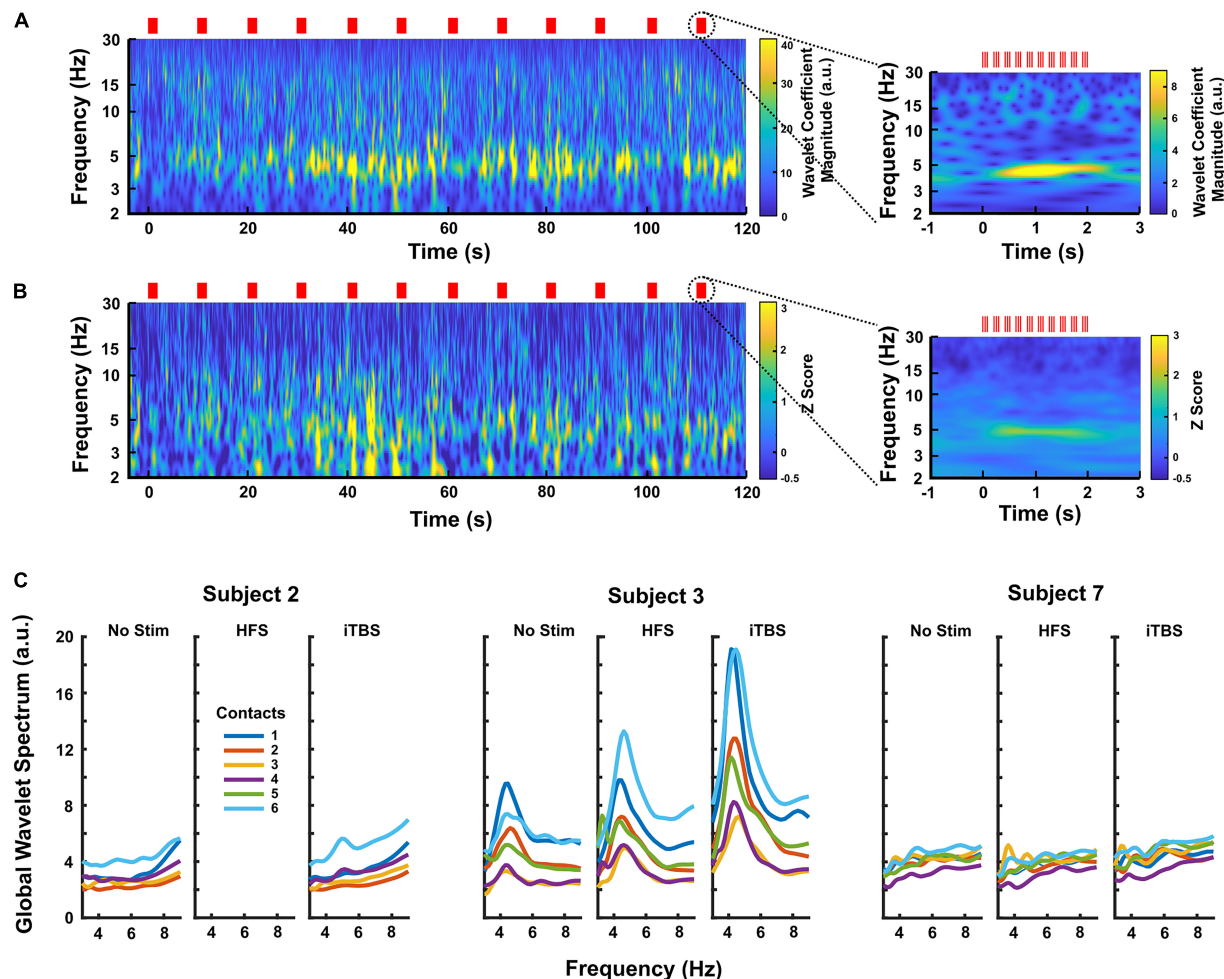 A
Frequency (Hz)
30
15
10
5
3
2
0
20
40
60
80
100
120
Time (s)
40
30
20
10
0
Wavelet Coefficient
Magnitude (a.u.)
Frequency (Hz)
30
15
10
5
3
2
-1
0
1
2
3
Time (s)
8
6
4
2
0
Wavelet Coefficient
Magnitude (a.u.)
B
Frequency (Hz)
30
15
10
5
3
2
0
20
40
60
80
100
120
Time (s)
3
2
1
0
-0.5
Z Score
Frequency (Hz)
30
15
10
5
3
2
-1
0
1
2
3
Time (s)
3
2
1
0
-0.5
Z Score
C
Global Wavelet Spectrum (a.u.)
20
16
12
8
4
0
Subject 2
No Stim
HFS
iTBS
Contacts
1
2
3
4
5
6
4 6 8
4 6 8
4 6 8
Subject 3
No Stim
HFS
iTBS
4 6 8
4 6 8
4 6 8
Subject 7
No Stim
HFS
iTBS
4 6 8
4 6 8
4 6 8
Frequency (Hz)